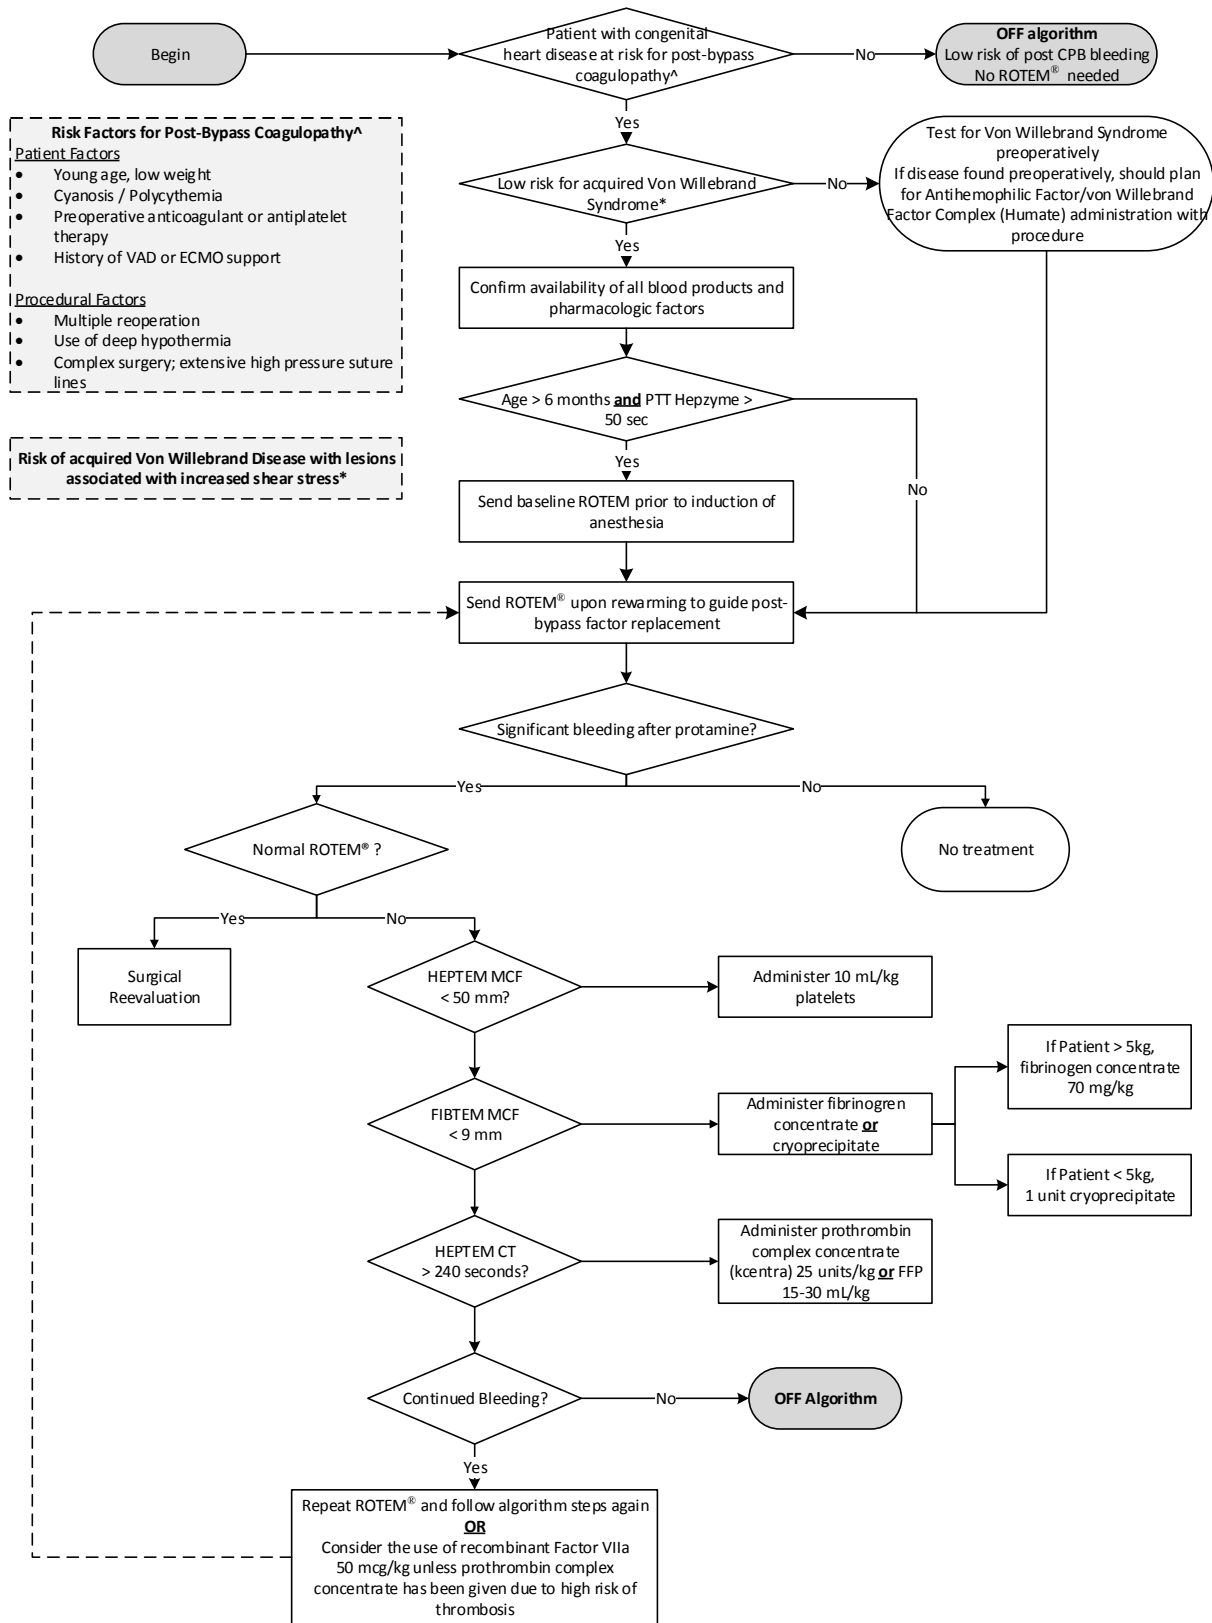 Begin
Patient with congenital
heart disease at risk for post-bypass
coagulopathy^
No
OFF algorithm
Low risk of post CPB bleeding
No ROTEM® needed
Yes
Risk Factors for Post-Bypass Coagulopathy^
Patient Factors
• Young age, low weight
• Cyanosis / Polycythemia
• Preoperative anticoagulant or antiplatelet
therapy
• History of VAD or ECMO support
Procedural Factors
• Multiple reoperation
• Use of deep hypothermia
• Complex surgery; extensive high pressure suture
lines
Low risk for acquired Von Willebrand
Syndrome*
No
Test for Von Willebrand Syndrome
preoperatively
If disease found preoperatively, should plan
for Antihemophilic Factor/von Willebrand
Factor Complex (Humate) administration with
procedure
Yes
Confirm availability of all blood products and
pharmacologic factors
Age > 6 months and PTT Hepzyme >
50 sec
Yes
No
Risk of acquired Von Willebrand Disease with lesions
associated with increased shear stress*
Send baseline ROTEM prior to induction of
anesthesia
Send ROTEM® upon rewarming to guide post-
bypass factor replacement
Significant bleeding after protamine?
Yes
No
Normal ROTEM® ?
No treatment
Yes
No
Surgical
Reevaluation
HEPTEM MCF
< 50 mm?
Administer 10 mL/kg
platelets
FIBTEM MCF
< 9 mm
Administer fibrinogren
concentrate or
cryoprecipitate
If Patient > 5kg,
fibrinogen concentrate
70 mg/kg
If Patient < 5kg,
1 unit cryoprecipitate
HEPTEM CT
> 240 seconds?
Administer prothrombin
complex concentrate
(kcentra) 25 units/kg or FFP
15-30 mL/kg
Continued Bleeding?
No
OFF Algorithm
Yes
Repeat ROTEM® and follow algorithm steps again
OR
Consider the use of recombinant Factor VIIa
50 mcg/kg unless prothrombin complex
concentrate has been given due to high risk of
thrombosis